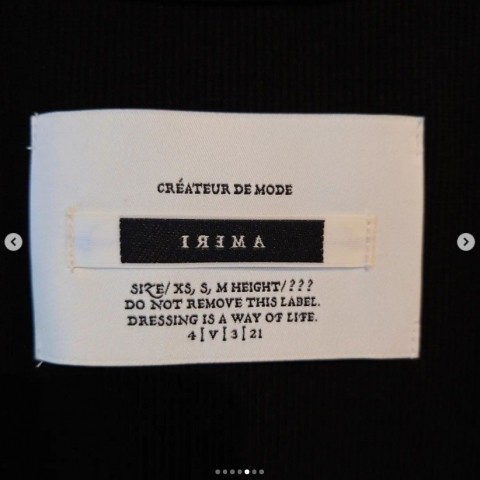 CRÉATEUR DE MODE
AMERI
SIZE/ XS, S, M HEIGHT/???
DO NOT REMOVE THIS LABEL.
DRESSING IS A WAY OF LIFE.
4|V|3|21